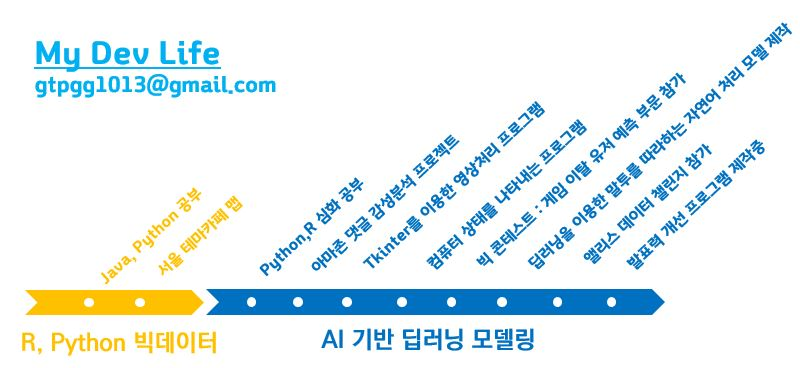 My Dev Life
gtpgg1013@gmail.com
Java, Python 공부
서울 테마카페 맵
Python,R 심화 공부
아마존 댓글 감성분석 프로젝트
Tkinter를 이용한 영상처리 프로그램
컴퓨터 상태를 나타내는 프로그램
빅 콘테스트 : 게임 이탈 유저 예측 부문 참가
딥러닝을 이용한 말투를 따라하는 자연어 처리 모델 제작
앨리스 데이터 챌린지 참가
발표력 개선 프로그램 제작중
R, Python 빅데이터
AI 기반 딥러닝 모델링